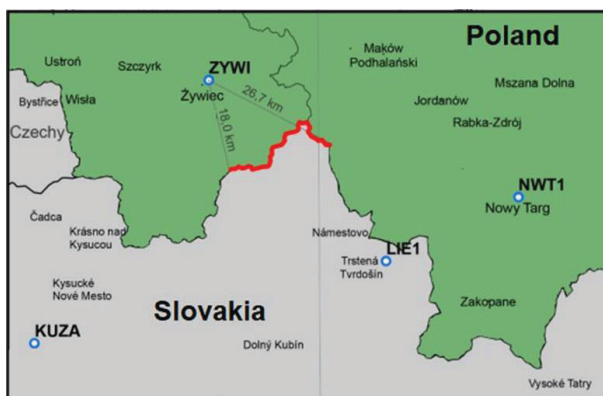 Poland
ZYWI
Ustroń
Szczyrk
Maków
Podhalański
Mszana Dolna
Bystřice
Wisła
Żywiec
26,7 km
18,0 km
Jordanów
Rabka-Zdrój
Czechy
NWT1
Nowy Targ
Čadca
Krásno nad
Kysucou
Námestovo
LIE1
Trstená
Tvrdošín
Kysucké
Nové Mesto
Slovakia
Zakopane
KUZA
Dolný Kubín
Vysoké Tatry